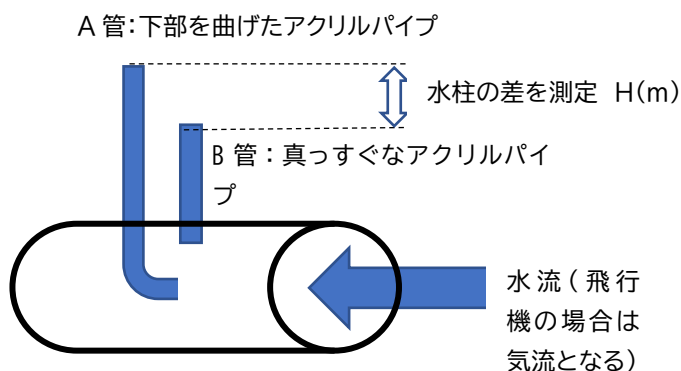 A管：下部を曲げたアクリルパイプ
水柱の差を測定 H(m)
B管：真っすぐなアクリルパイ
プ
水流(飛行
機の場合は
気流となる)